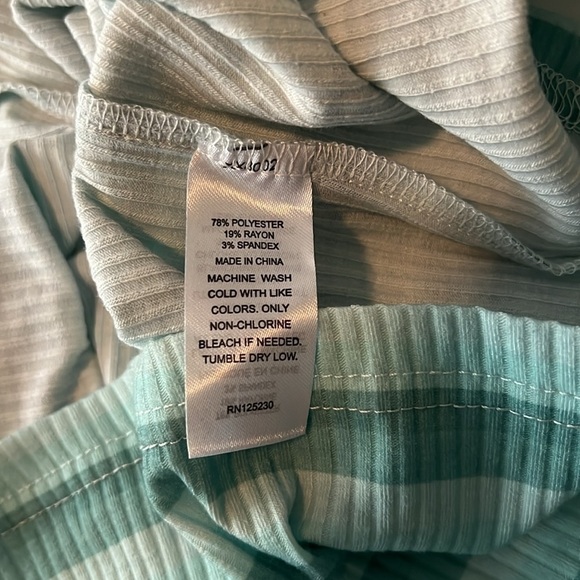 78% POLYESTER
19% RAYON
3% SPANDEX
MADE IN CHINA
MACHINE WASH
COLD WITH LIKE
COLORS. ONLY
NON-CHLORINE
BLEACH IF NEEDED.
TUMBLE DRY LOW.
RN125230